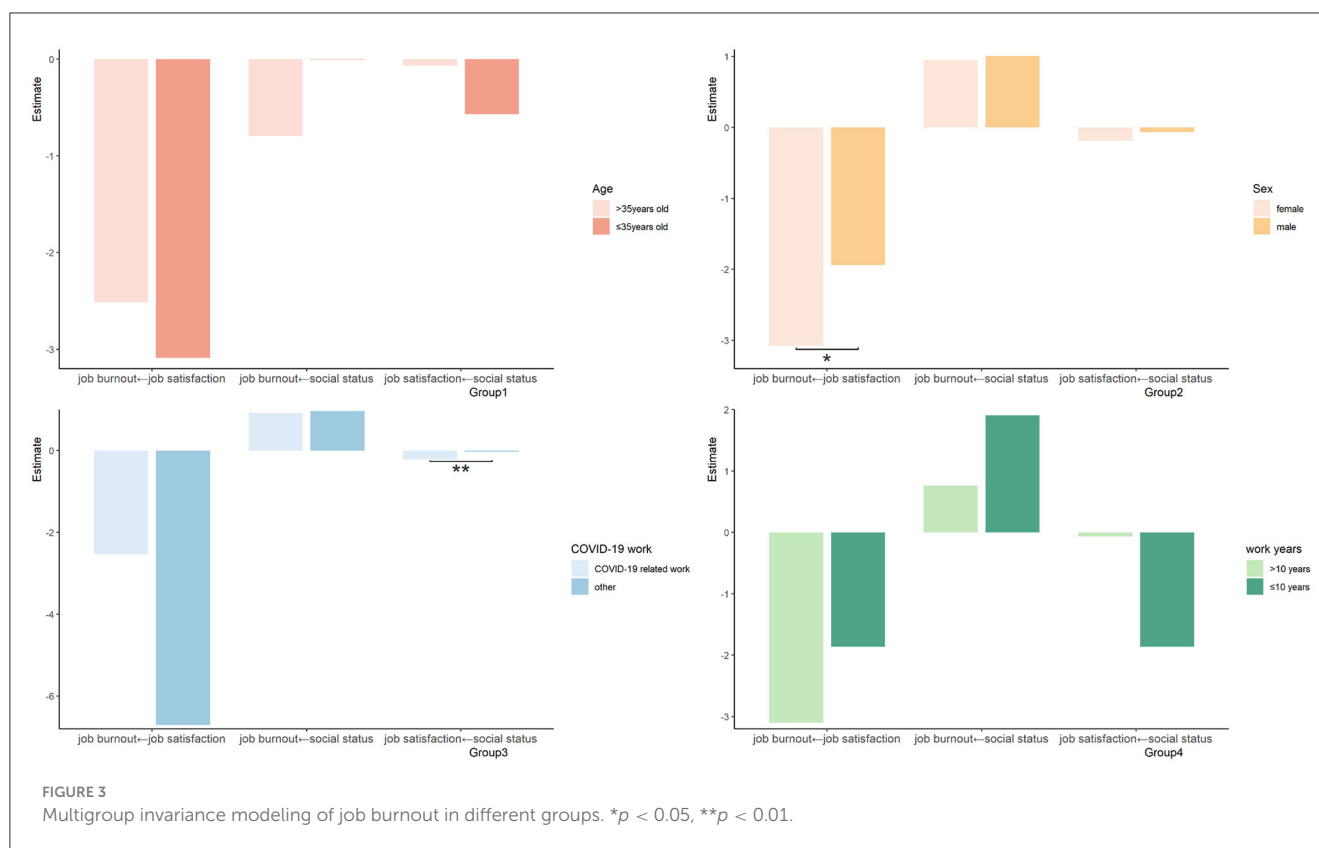 0
-1
-2
-3
Estimate
Age
>35years old
≤35years old
job burnout←job satisfaction
job burnout←social status
job satisfaction←social status
Group1
1
0
-1
-2
-3
Estimate
Sex
female
male
*
job burnout←job satisfaction
job burnout←social status
job satisfaction←social status
Group2
0
-2
-4
-6
Estimate
**
COVID-19 work
COVID-19 related work
other
job burnout←job satisfaction
job burnout←social status
job satisfaction←social status
Group3
2
1
0
-1
-2
-3
Estimate
work years
>10 years
≤10 years
job burnout←job satisfaction
job burnout←social status
job satisfaction←social status
Group4
FIGURE 3
Multigroup invariance modeling of job burnout in different groups. *p < 0.05, **p < 0.01.